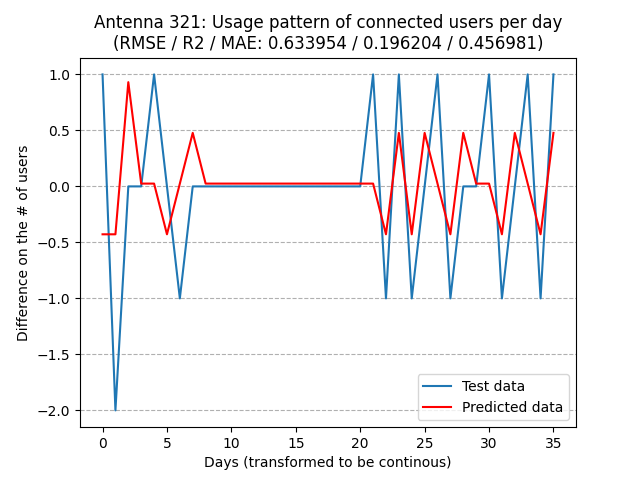 Antenna 321: Usage pattern of connected users per day
(RMSE / R2 / MAE: 0.633954 / 0.196204 / 0.456981)
1.0
0.5
0.0
−0.5
−1.0
−1.5
−2.0
Difference on the # of users
Test data
Predicted data
0 5 10 15 20 25 30 35
Days (transformed to be continous)